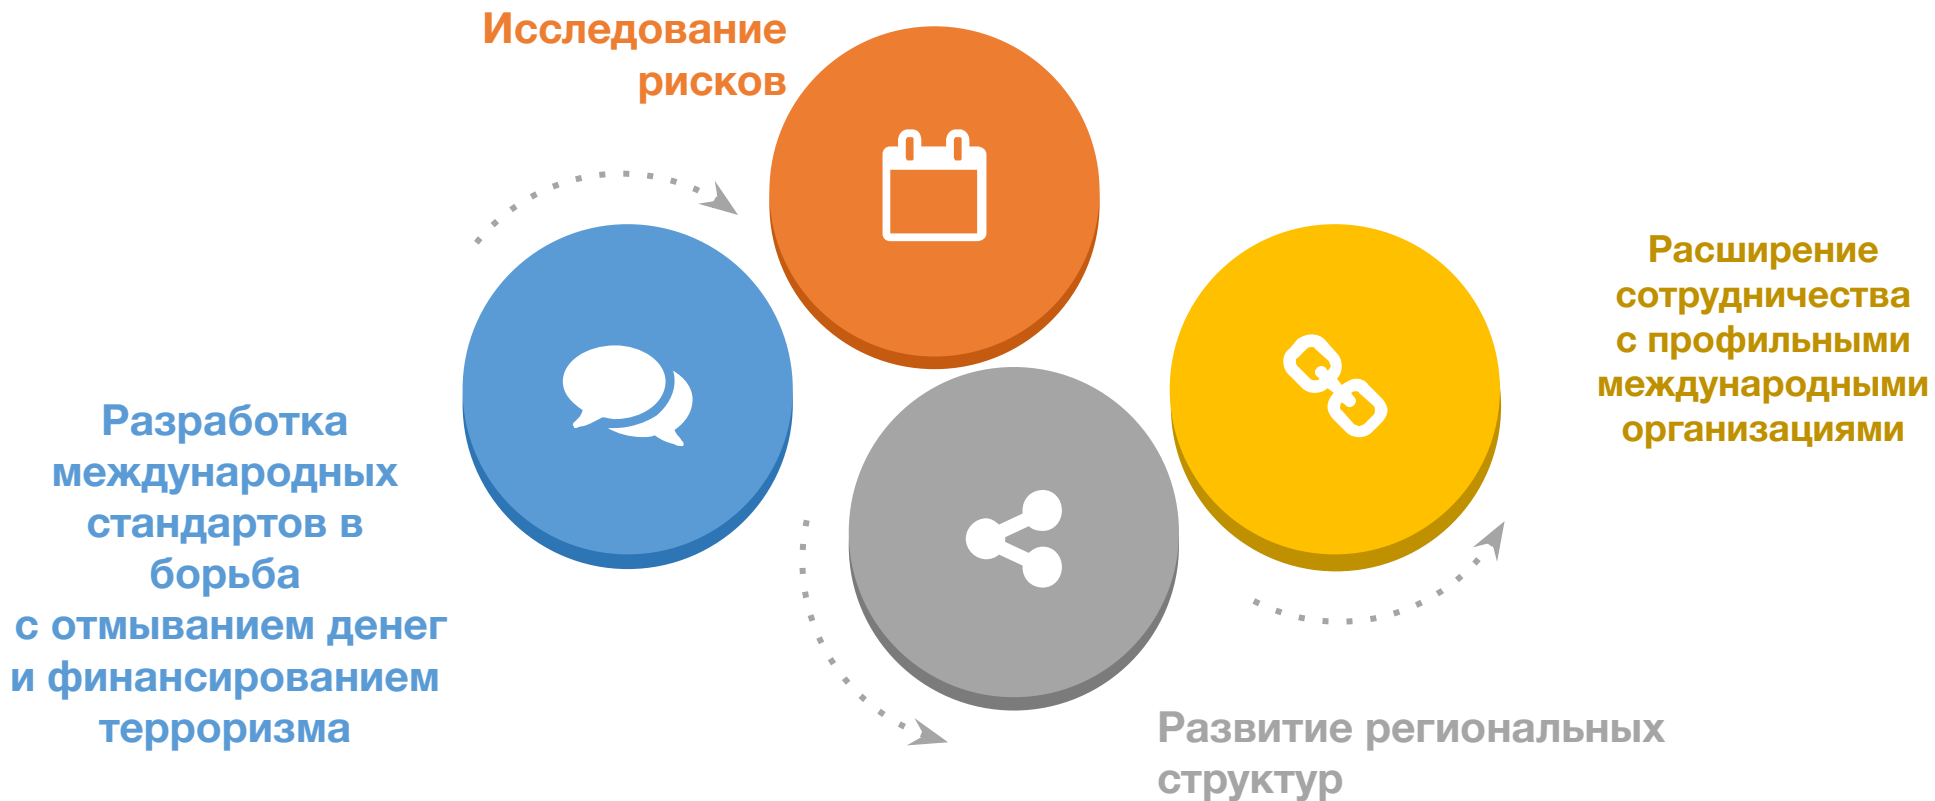 Исследование
рисков
Разработка
международных
стандартов в
борьба
с отмыванием денег
и финансированием
терроризма
Расширение
сотрудничества
с профильными
международными
организациями
Развитие региональных
структур